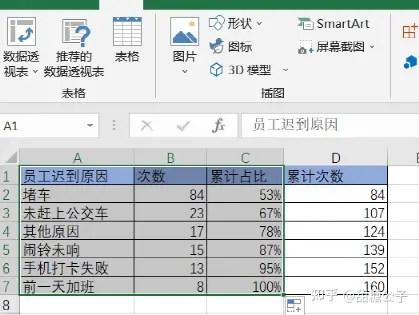 形状
SmartArt
数据透视表
推荐的数据透视表
表格
图片
图标
屏幕截图
3D 模型
表格
插图
A1
fx
员工迟到原因
A B C D
1 员工迟到原因 次数 累计占比 累计次数
2 堵车 84 53% 84
3 未赶上公交车 23 67% 107
4 其他原因 17 78% 124
5 闹铃未响 15 87% 139
6 手机打卡失败 13 95% 152
7 前一天加班 8 100% 160
8
知乎 @甜糖公子